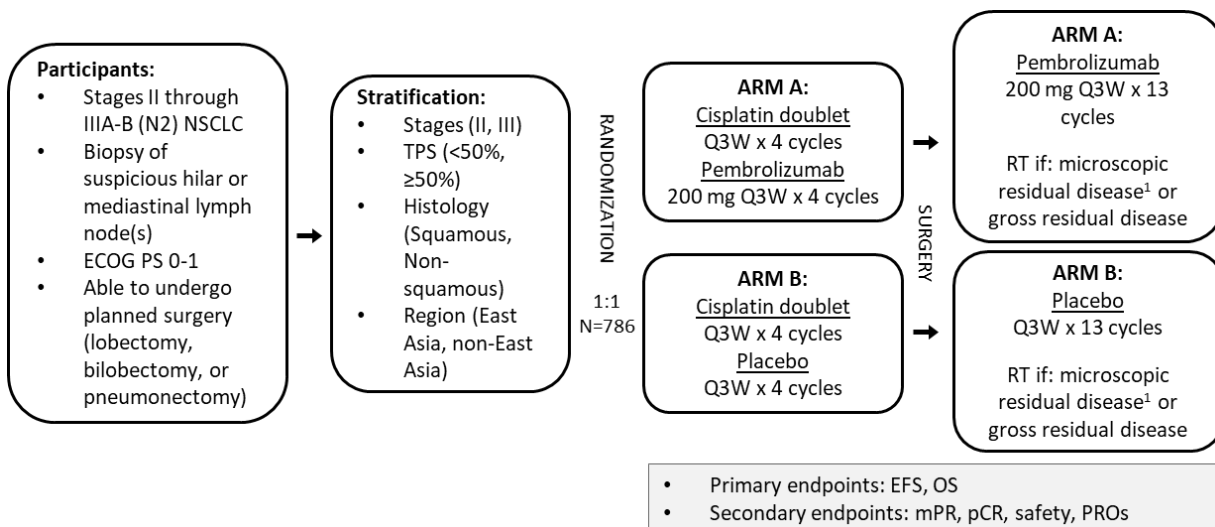 Participants:
• Stages II through
IIIA-B (N2) NSCLC
• Biopsy of
suspicious hilar or
mediastinal lymph
node(s)
• ECOG PS 0-1
• Able to undergo
planned surgery
(lobectomy,
bilobectomy, or
pneumonectomy)
Stratification:
• Stages (II, III)
• TPS (<50%,
≥50%)
• Histology
(Squamous,
Non-
squamous)
• Region (East
Asia, non-East
Asia)
RANDOMIZATION
1:1
N=786
ARM A:
Cisplatin doublet
Q3W x 4 cycles
Pembrolizumab
200 mg Q3W x 4 cycles
ARM B:
Cisplatin doublet
Q3W x 4 cycles
Placebo
Q3W x 4 cycles
SURGERY
ARM A:
Pembrolizumab
200 mg Q3W x 13
cycles
RT if: microscopic
residual disease¹ or
gross residual disease
ARM B:
Placebo
Q3W x 13 cycles
RT if: microscopic
residual disease¹ or
gross residual disease
• Primary endpoints: EFS, OS
• Secondary endpoints: mPR, pCR, safety, PROs